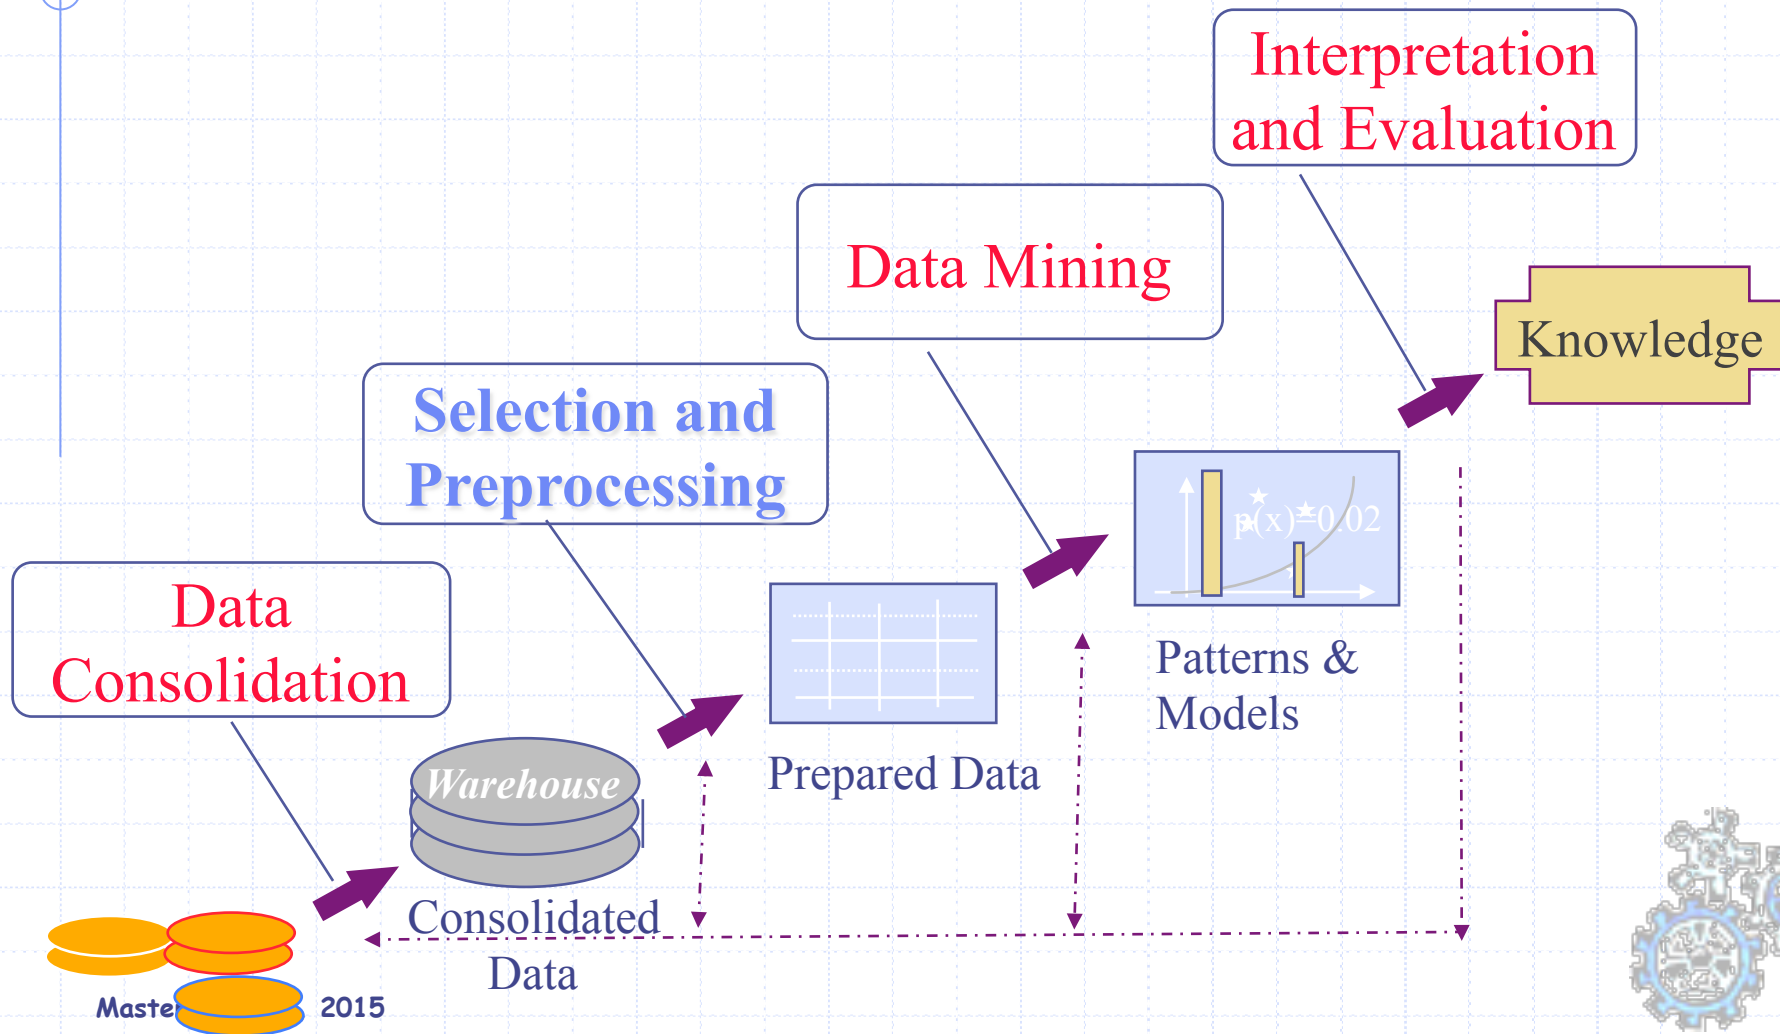 Interpretation
and Evaluation
Data Mining
Knowledge
Selection and
Preprocessing
p(x)=0.02
Data
Consolidation
Patterns &
Models
Warehouse
Prepared Data
Consolidated
Data
2015